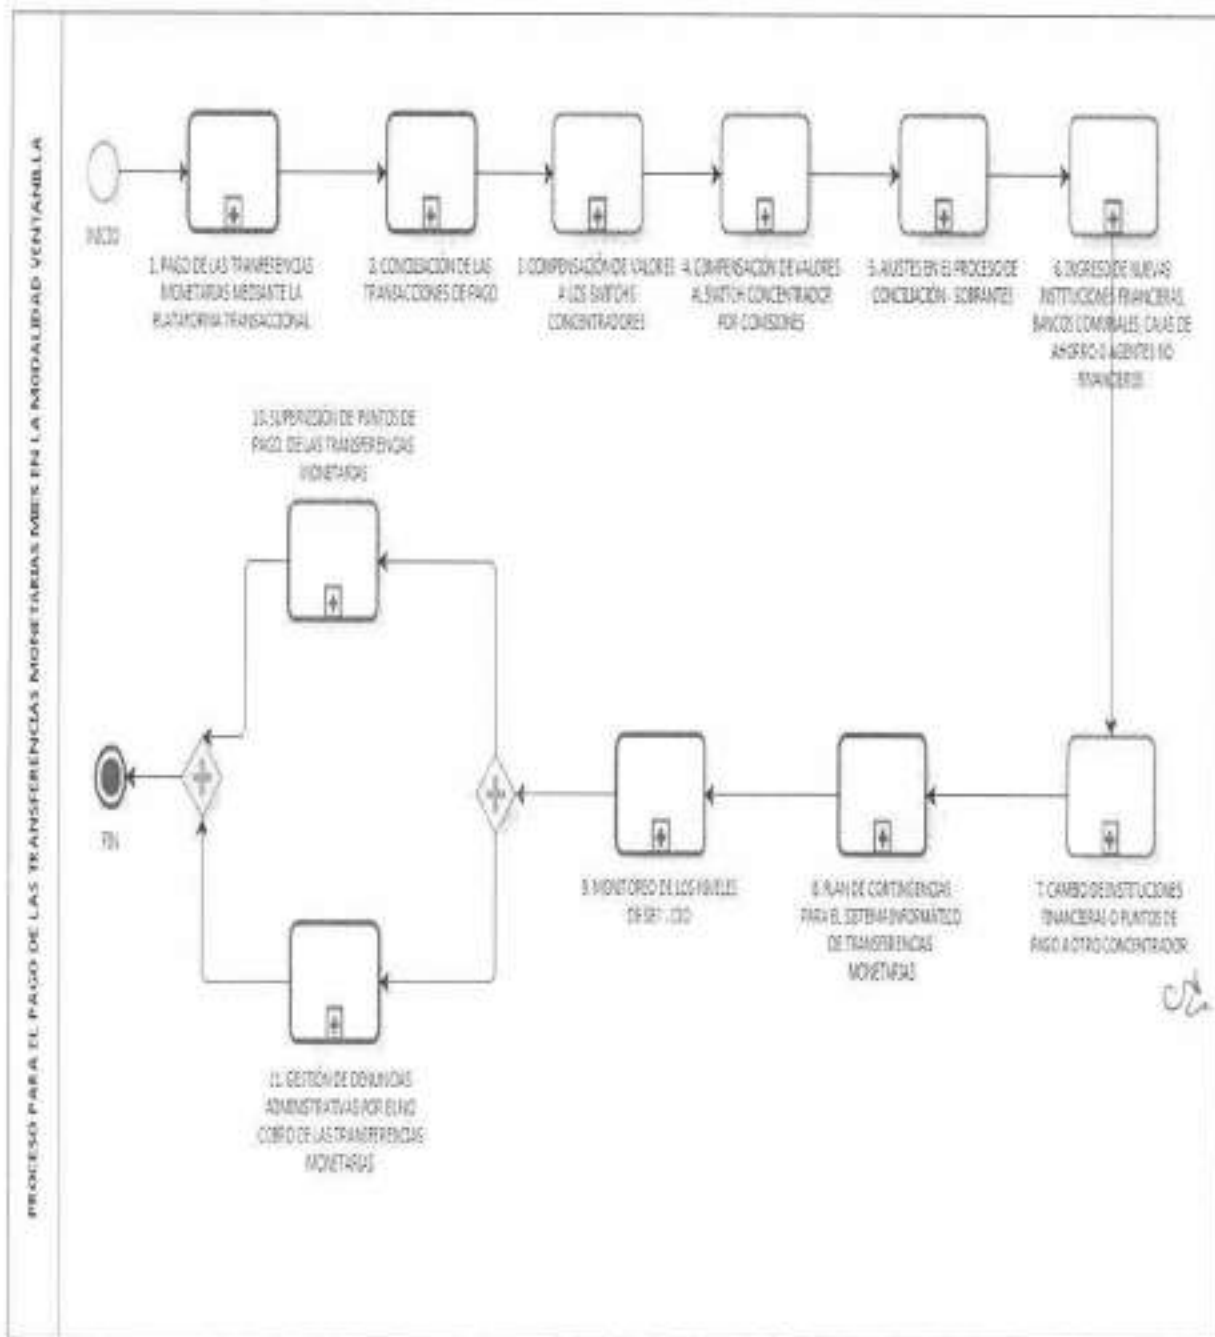 PROCESO PARA EL PAGO DE LAS TRANSFERENCIAS MONETARIAS MIES EN LA MODALIDAD VENTANILLA
INICIO
1. PAGO DE LAS TRANFERENCIAS
MONETARIAS MEDIANTE LA
PLATAFORMA TRANSACCIONAL
2. CONCILIACIÓN DE LAS
TRANSACCIONES DE PAGO
3. COMPENSACIÓN DE VALORES
A LOS SWITCHS
CONCENTRADORES
4. COMPENSACIÓN DE VALORES
AL SWITCH CONCENTRADOR
POR COMISIONES
5. AJUSTES EN EL PROCESO DE
CONCILIACIÓN - SOBRANTES
6. INGRESO DE NUEVAS
INSTITUCIONES FINANCIERAS,
BANCOS COMUNALES, CAJAS DE
AHORRO O AGENTES NO
FINANCIEROS
10. SUPERVISIÓN DE PUNTOS DE
PAGO DE LAS TRANSFERENCIAS
MONETARIAS
FIN
9. MONITOREO DE LOS NIVELES
DE
8. PLAN DE CONTINGENCIAS
PARA EL SISTEMA INFORMÁTICO
DE TRANSFERENCIAS
MONETARIAS
7. CAMBIO DE INSTITUCIONES
FINANCIERAS O PUNTOS DE
PAGO A OTRO CONCENTRADOR
11. GESTIÓN DE DENUNCIAS
ADMINISTRATIVAS POR EL NO
COBRO DE LAS TRANSFERENCIAS
MONETARIAS